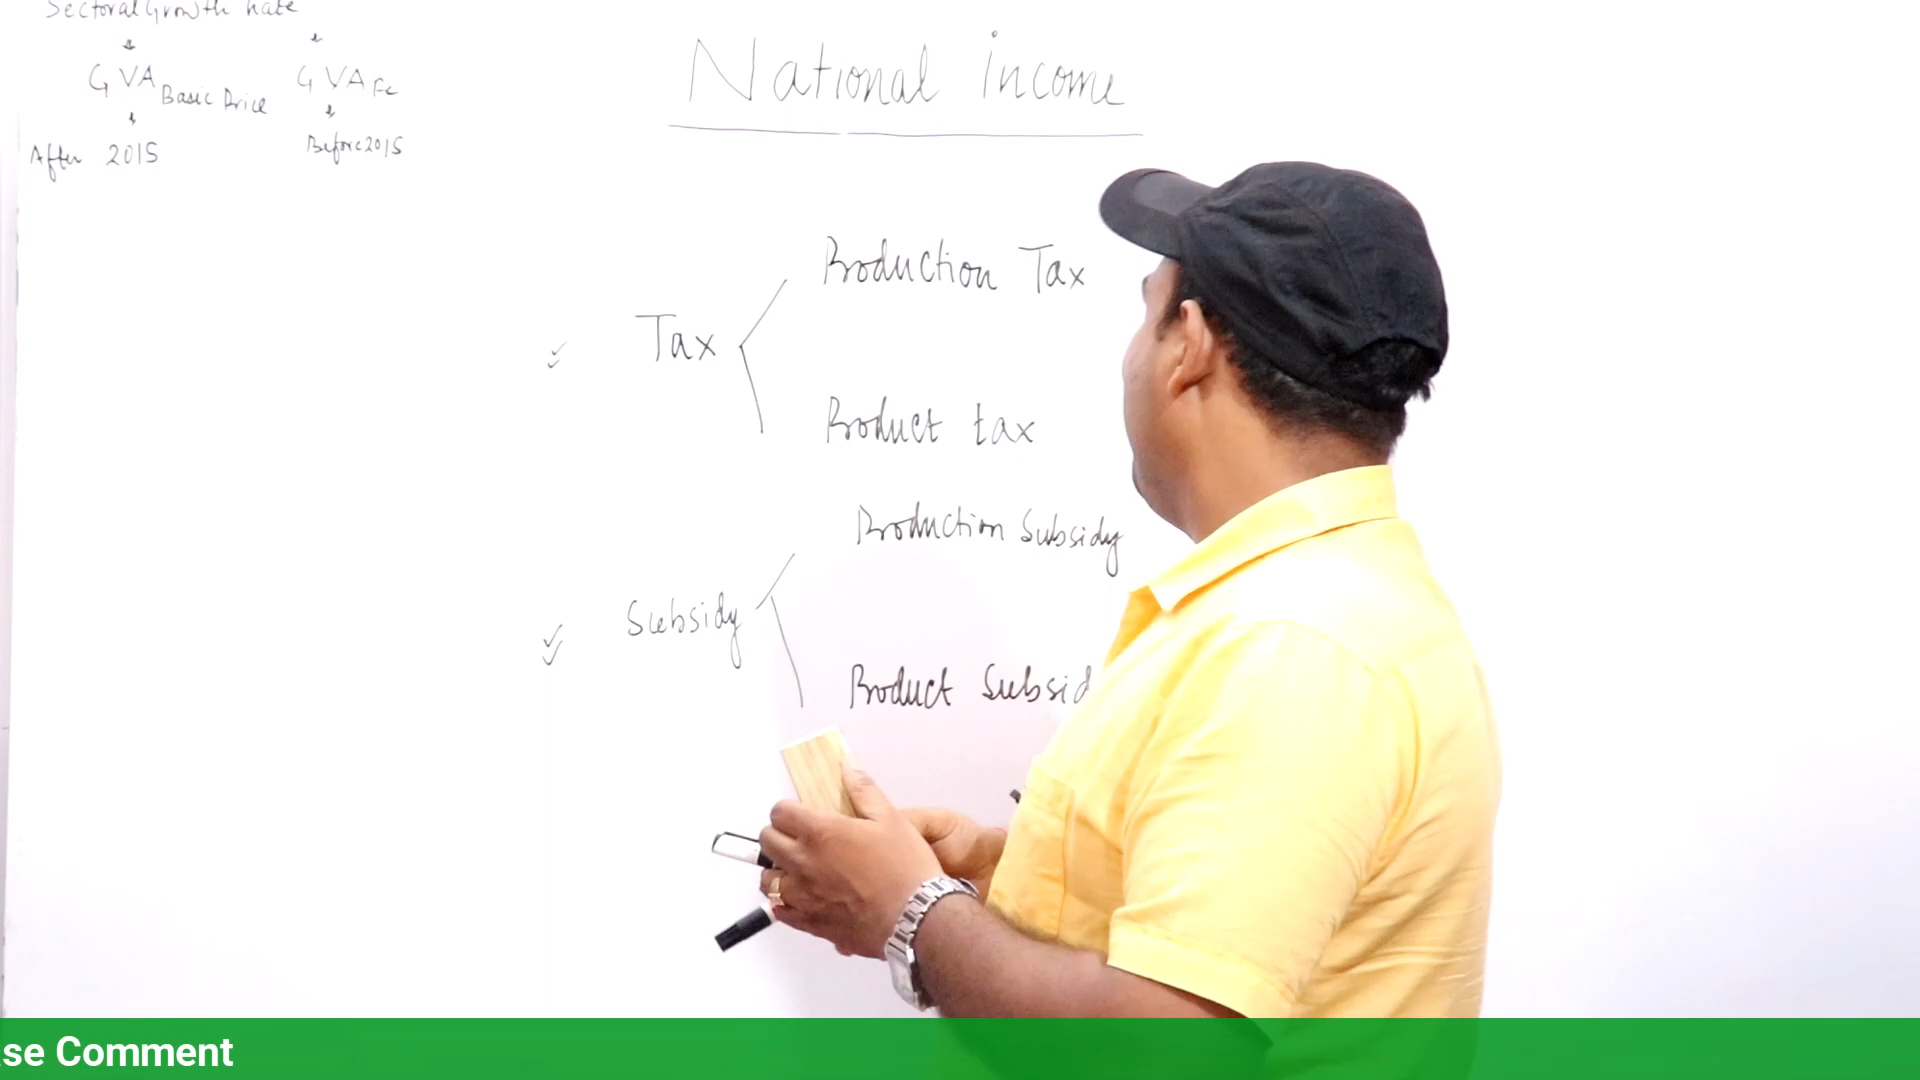 Sectoral Growth Rate
GVA Basic Price
GVA Fc
After 2015
Before 2015
National Income
Tax
Production Tax
Product tax
Subsidy
Production Subsidy
Product Subsid
se Comment